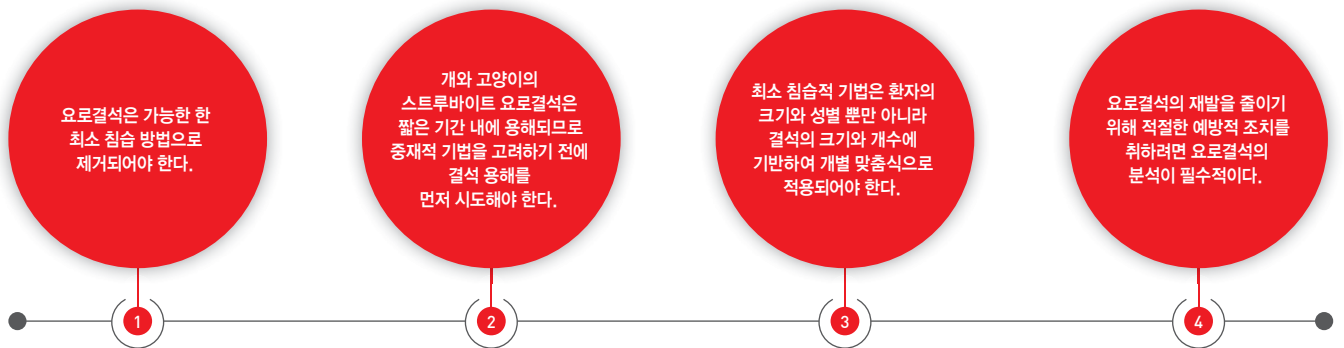 요로결석은 가능한 한
최소 침습 방법으로
제거되어야 한다.
개와 고양이의
스트루바이트 요로결석은
짧은 기간 내에 용해되므로
중재적 기법을 고려하기 전에
결석 용해를
먼저 시도해야 한다.
최소 침습적 기법은 환자의
크기와 성별 뿐만 아니라
결석의 크기와 개수에
기반하여 개별 맞춤식으로
적용되어야 한다.
요로결석의 재발을 줄이기
위해 적절한 예방적 조치를
취하려면 요로결석의
분석이 필수적이다.
1
2
3
4